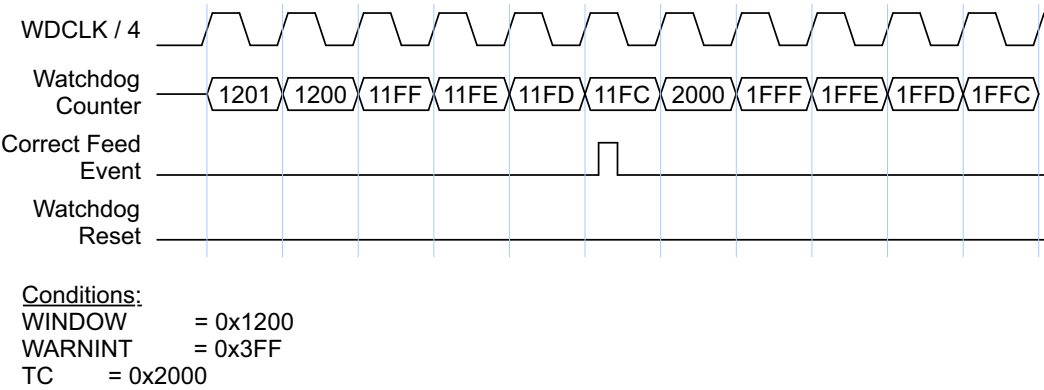 WDCLK / 4
Watchdog
Counter
1201 1200 11FF 11FE 11FD 11FC 2000 1FFF 1FFE 1FFD 1FFC
Correct Feed
Event
Watchdog
Reset
Conditions:
WINDOW = 0x1200
WARNINT = 0x3FF
TC = 0x2000